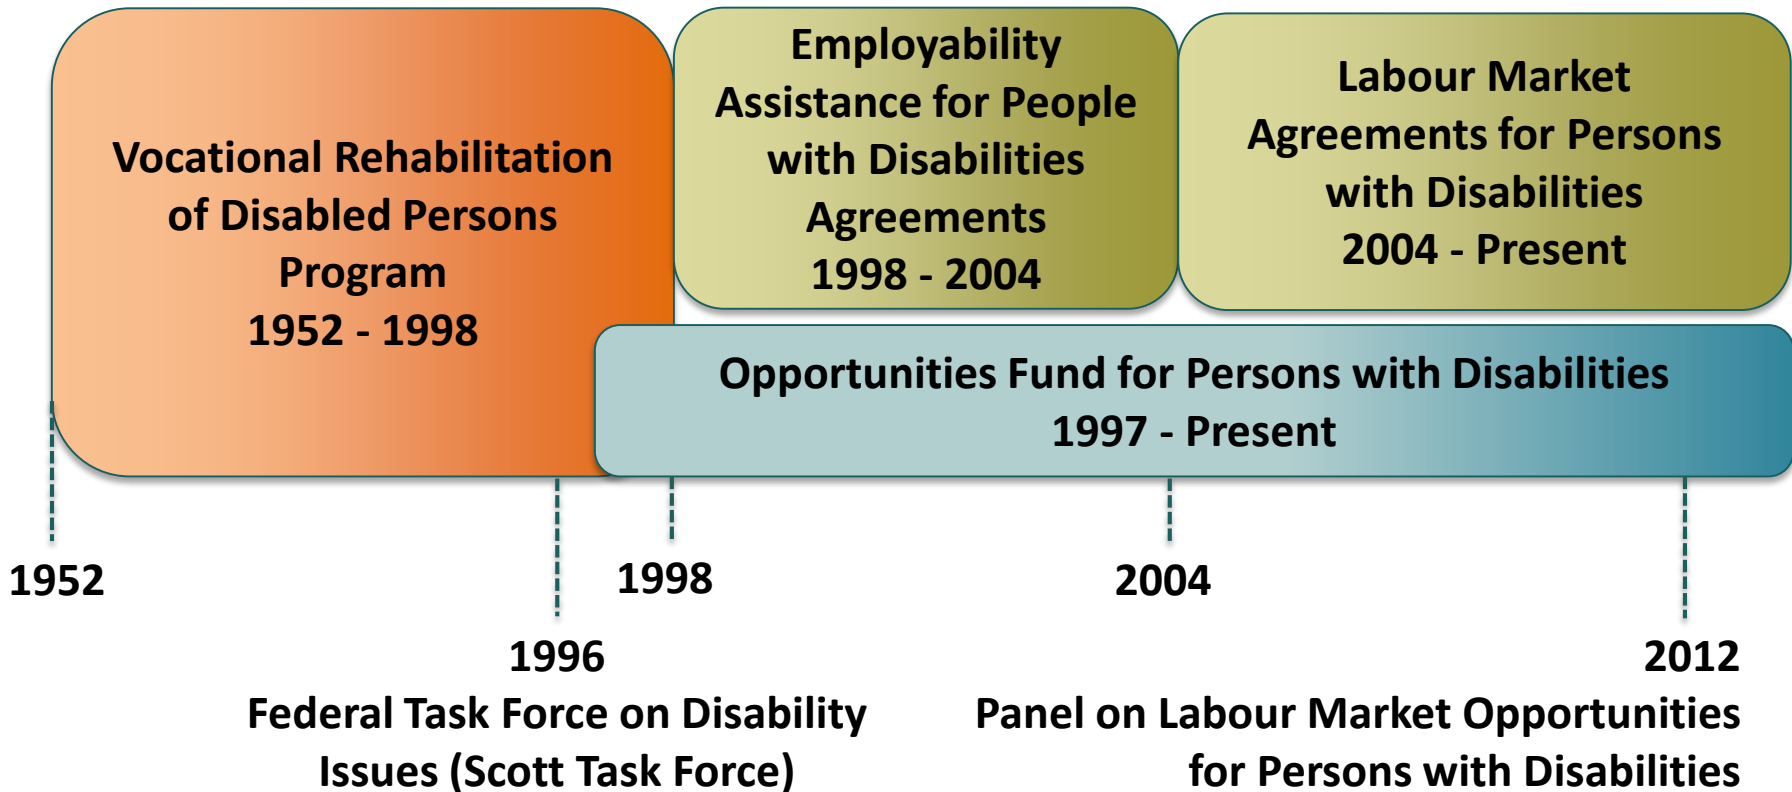 Vocational Rehabilitation
of Disabled Persons
Program
1952 - 1998
Employability
Assistance for People
with Disabilities
Agreements
1998 - 2004
Labour Market
Agreements for Persons
with Disabilities
2004 - Present
Opportunities Fund for Persons with Disabilities
1997 - Present
1952
1998
2004
1996
Federal Task Force on Disability
Issues (Scott Task Force)
2012
Panel on Labour Market Opportunities
for Persons with Disabilities